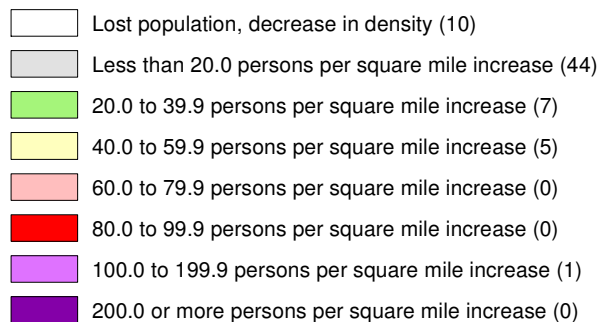 Lost population, decrease in density (10)
Less than 20.0 persons per square mile increase (44)
20.0 to 39.9 persons per square mile increase (7)
40.0 to 59.9 persons per square mile increase (5)
60.0 to 79.9 persons per square mile increase (0)
80.0 to 99.9 persons per square mile increase (0)
100.0 to 199.9 persons per square mile increase (1)
200.0 or more persons per square mile increase (0)